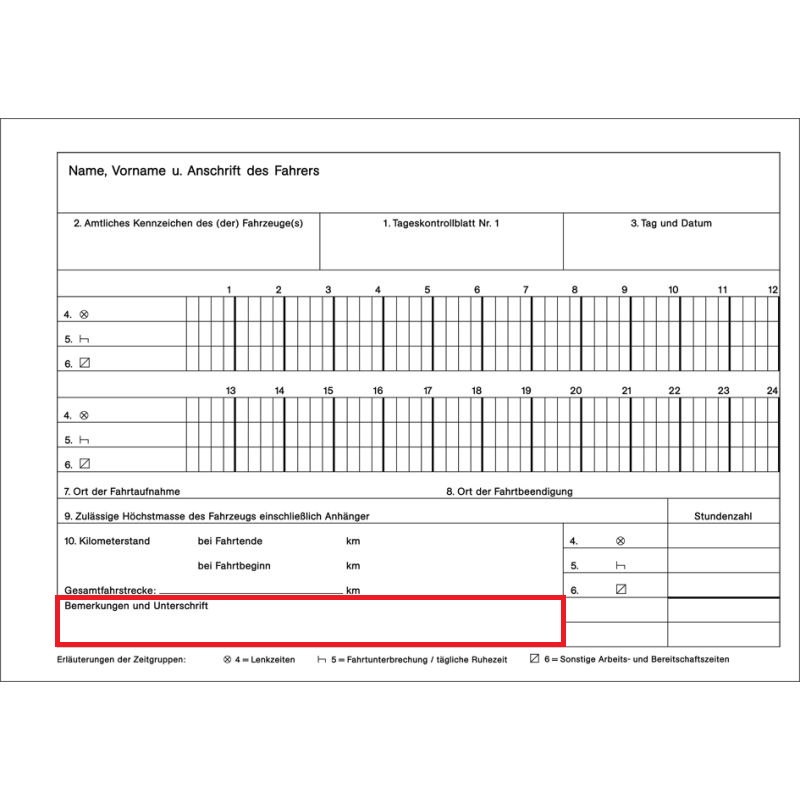 Name, Vorname u. Anschrift des Fahrers
2. Amtliches Kennzeichen des (der) Fahrzeuge(s) 1. Tageskontrollblatt Nr. 1 3. Tag und Datum
1 2 3 4 5 6 7 8 9 10 11 12
4. ⊗
5.
6.
13 14 15 16 17 18 19 20 21 22 23 24
4. ⊗
5.
6.
7. Ort der Fahrtaufnahme 8. Ort der Fahrtbeendigung
9. Zulässige Höchstmasse des Fahrzeugs einschließlich Anhänger Stundenzahl
10. Kilometerstand bei Fahrtende km 4. ⊗
bei Fahrtbeginn km 5.
Gesamtfahrstrecke: km 6.
Bemerkungen und Unterschrift
Erläuterungen der Zeitgruppen: ⊗ 4 = Lenkzeiten 5 = Fahrtunterbrechung / tägliche Ruhezeit 6 = Sonstige Arbeits- und Bereitschaftszeiten